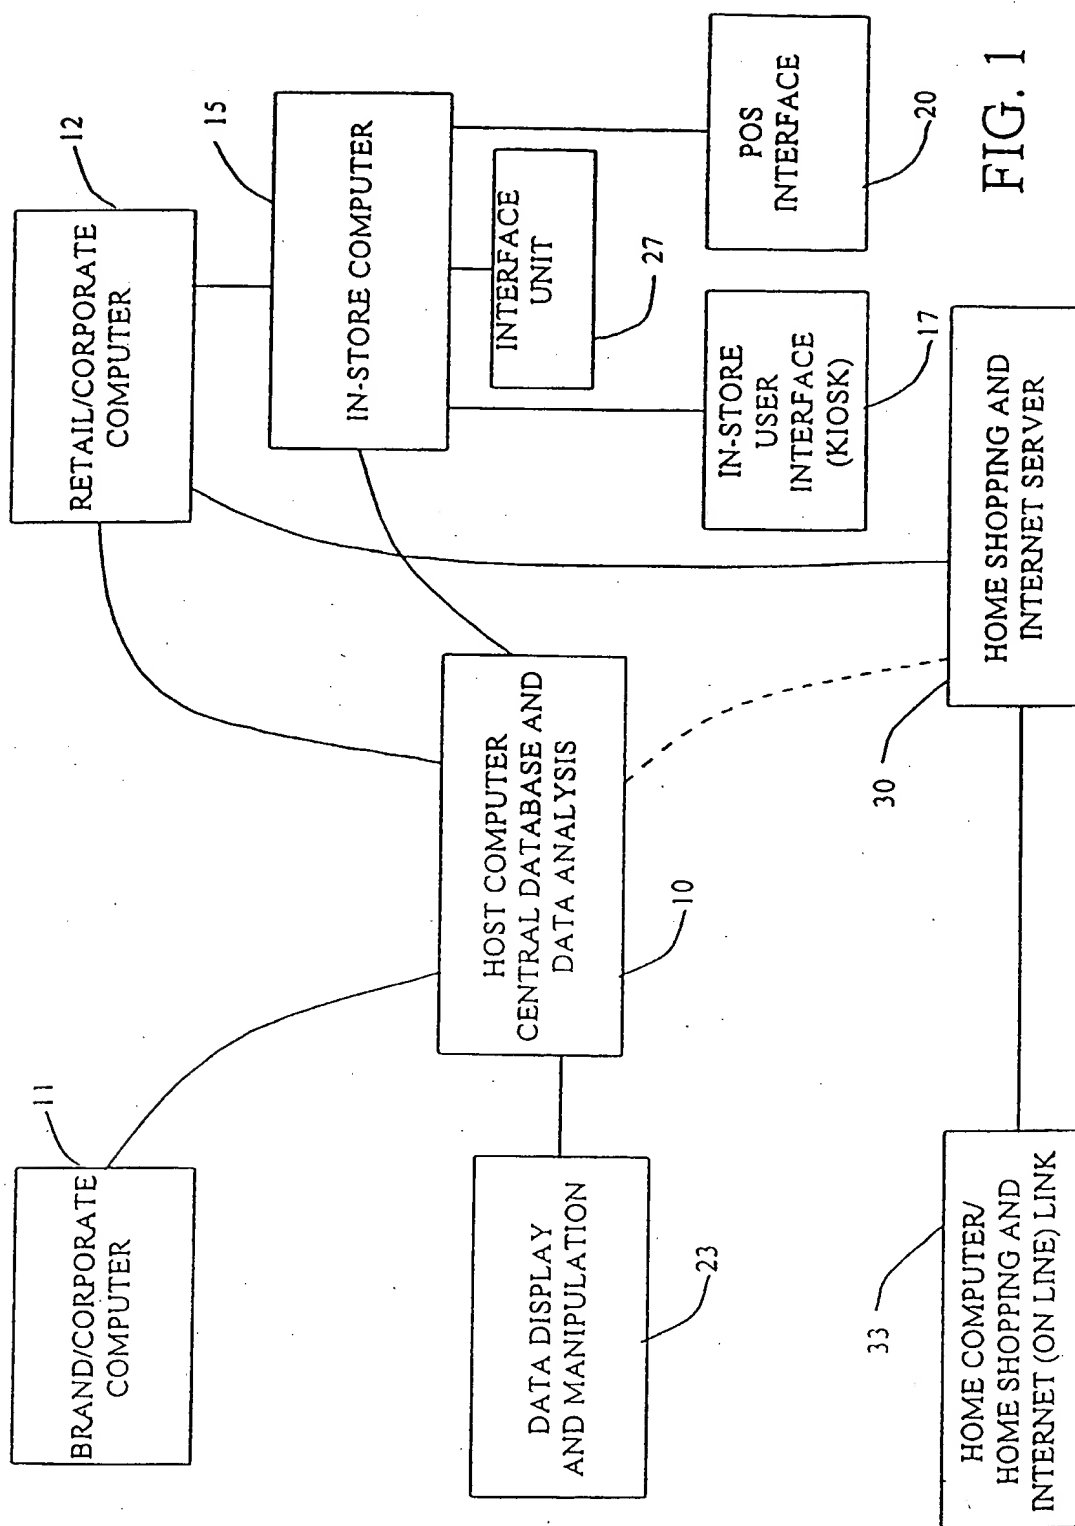 BRAND/CORPORATE
COMPUTER
11
RETAIL/CORPORATE
COMPUTER
12
IN-STORE COMPUTER
15
HOST COMPUTER
CENTRAL DATABASE AND
DATA ANALYSIS
10
DATA DISPLAY
AND MANIPULATION
23
INTERFACE
UNIT
27
IN-STORE
USER
INTERFACE
(KIOSK)
17
POS
INTERFACE
20
HOME COMPUTER/
HOME SHOPPING AND
INTERNET (ON LINE) LINK
33
HOME SHOPPING AND
INTERNET SERVER
30
FIG. 1